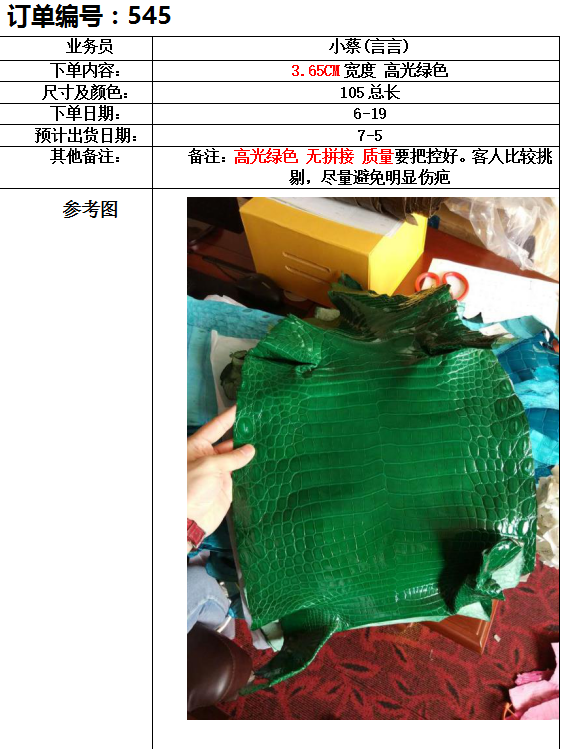 订单编号：545
业务员 小蔡(言言)
下单内容： 3.65CM宽度 高光绿色
尺寸及颜色： 105总长
下单日期： 6-19
预计出货日期： 7-5
其他备注： 备注：高光绿色 无拼接 质量要把控好。客人比较挑
剔，尽量避免明显伤疤
参考图